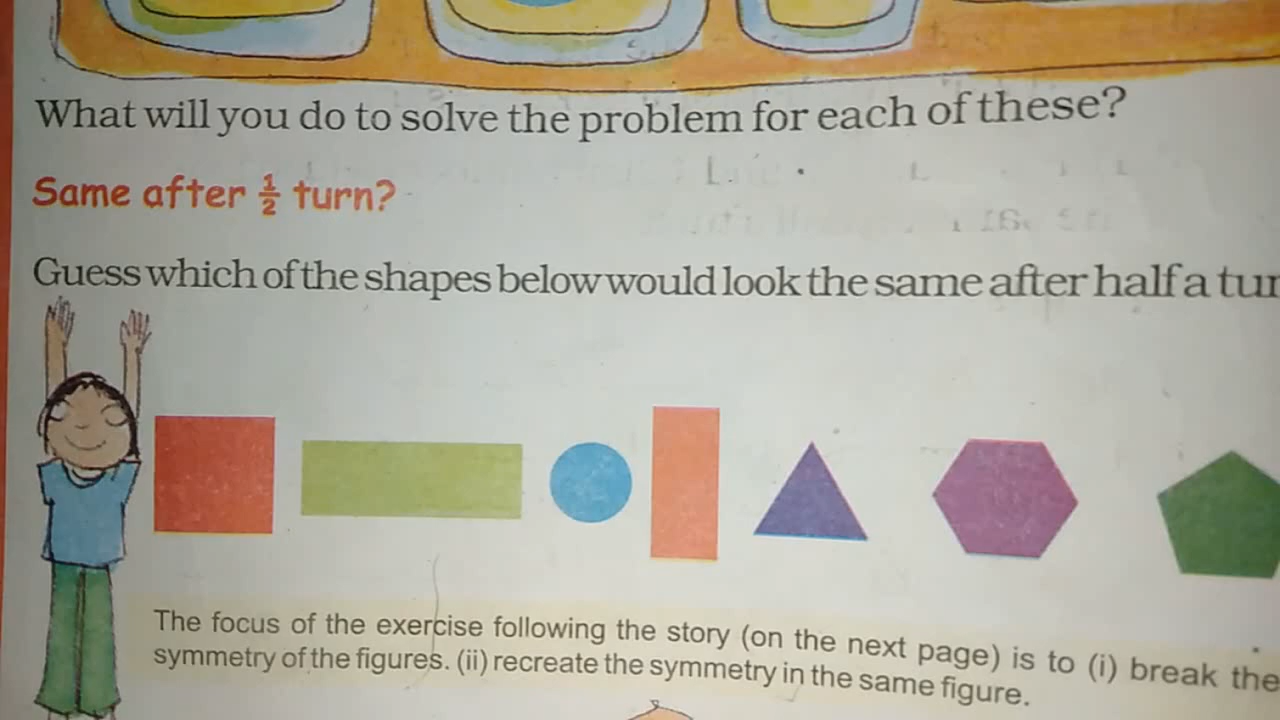 What will you do to solve the problem for each of these?
Same after 1/2 turn?
Guess which of the shapes below would look the same after half a
The focus of the exercise following the story (on the next page) is to (i) break the
symmetry of the figures. (ii) recreate the symmetry in the same figure.